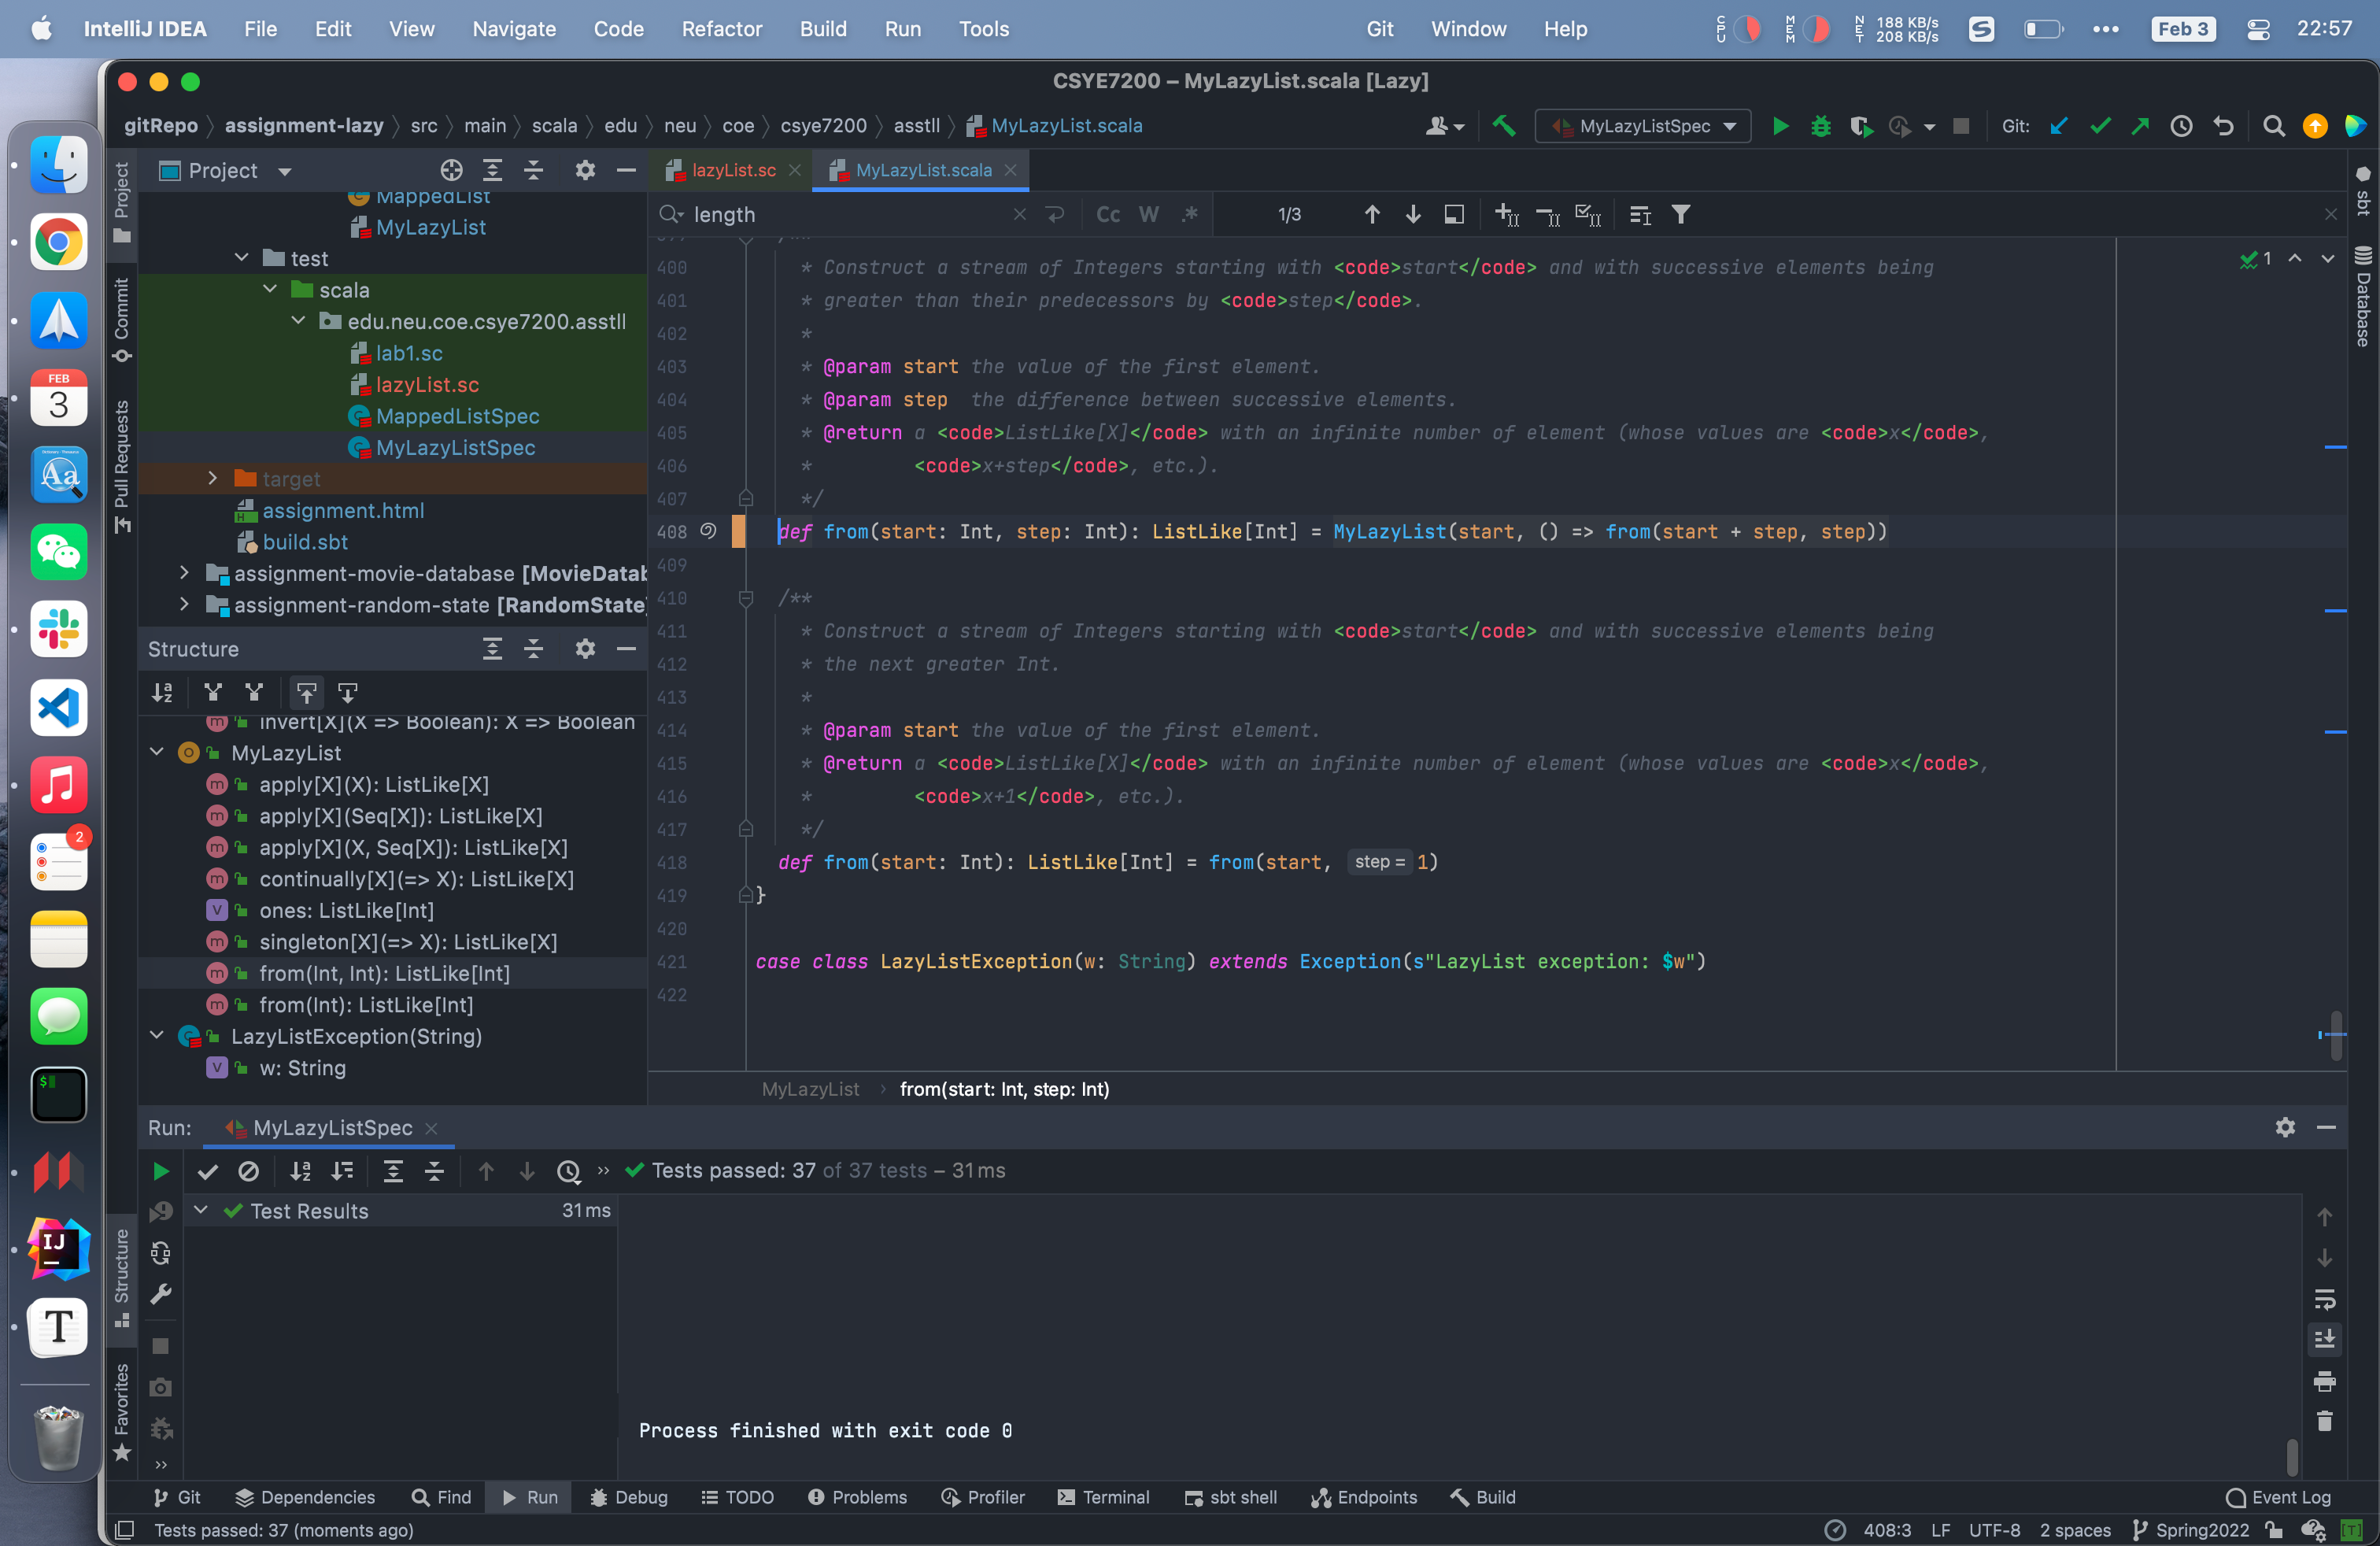 IntelliJ IDEA File Edit View Navigate Code Refactor Build Run Tools Git Window Help CPU MEM NET 188 KB/s 208 KB/s Feb 3 22:57
CSYE7200 – MyLazyList.scala [Lazy]
gitRepo assignment-lazy src main scala edu neu coe csye7200 asstll MyLazyList.scala MyLazyListSpec Git:
Project
lazyList.sc MyLazyList.scala
length Cc W .* 1/3
FEB
3
Aa
2
$
IJ
T
Project
Commit
Pull Requests
Structure
Favorites
sbt
Database
MappedList
MyLazyList
test
scala
edu.neu.coe.csye7200.asstll
lab1.sc
lazyList.sc
MappedListSpec
MyLazyListSpec
target
assignment.html
build.sbt
assignment-movie-database [MovieDatab
assignment-random-state [RandomState]
Structure
invert[X](X => Boolean): X => Boolean
MyLazyList
apply[X](X): ListLike[X]
apply[X](Seq[X]): ListLike[X]
apply[X](X, Seq[X]): ListLike[X]
continually[X](=> X): ListLike[X]
ones: ListLike[Int]
singleton[X](=> X): ListLike[X]
from(Int, Int): ListLike[Int]
from(Int): ListLike[Int]
LazyListException(String)
w: String
1
400 * Construct a stream of Integers starting with <code>start</code> and with successive elements being
401 * greater than their predecessors by <code>step</code>.
402 *
403 * @param start the value of the first element.
404 * @param step  the difference between successive elements.
405 * @return a <code>ListLike[X]</code> with an infinite number of element (whose values are <code>x</code>,
406 * <code>x+step</code>, etc.).
407 */
408 def from(start: Int, step: Int): ListLike[Int] = MyLazyList(start, () => from(start + step, step))
409
410 /**
411 * Construct a stream of Integers starting with <code>start</code> and with successive elements being
412 * the next greater Int.
413 *
414 * @param start the value of the first element.
415 * @return a <code>ListLike[X]</code> with an infinite number of element (whose values are <code>x</code>,
416 * <code>x+1</code>, etc.).
417 */
418 def from(start: Int): ListLike[Int] = from(start, step = 1)
419 }
420
421 case class LazyListException(w: String) extends Exception(s"LazyList exception: $w")
422
MyLazyList from(start: Int, step: Int)
Run: MyLazyListSpec
Tests passed: 37 of 37 tests – 31 ms
Test Results 31 ms
Process finished with exit code 0
Git Dependencies Find Run Debug TODO Problems Profiler Terminal sbt shell Endpoints Build Event Log
Tests passed: 37 (moments ago) 408:3 LF UTF-8 2 spaces Spring2022 [T]